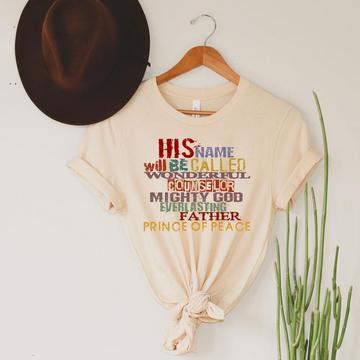 HIS NAME
will BE CALLED
WONDERFUL
COUNSELOR
MIGHTY GOD
EVERLASTING
FATHER
PRINCE OF PEACE